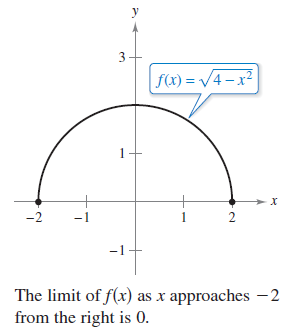 y
3
f(x) = √4 − x²
1
x
−2 −1 1 2
−1
The limit of f(x) as x approaches −2
from the right is 0.